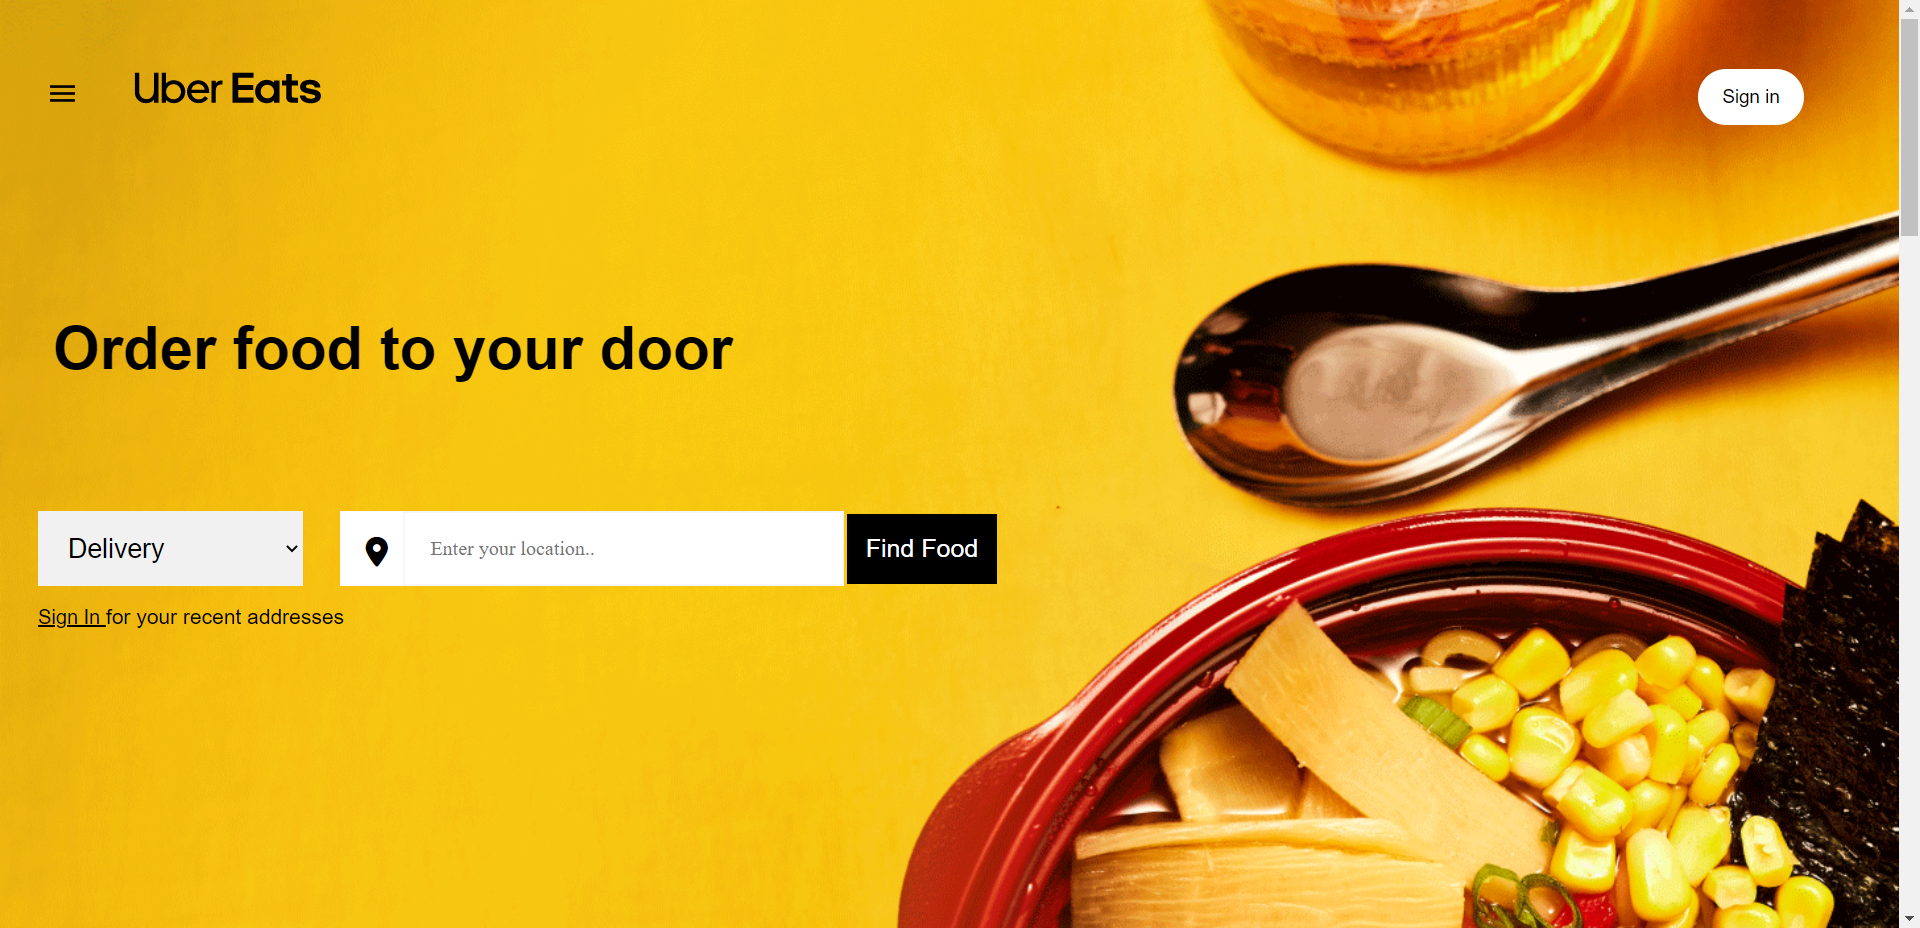 Uber Eats
Sign in
Order food to your door
Delivery
Enter your location..
Find Food
Sign In for your recent addresses